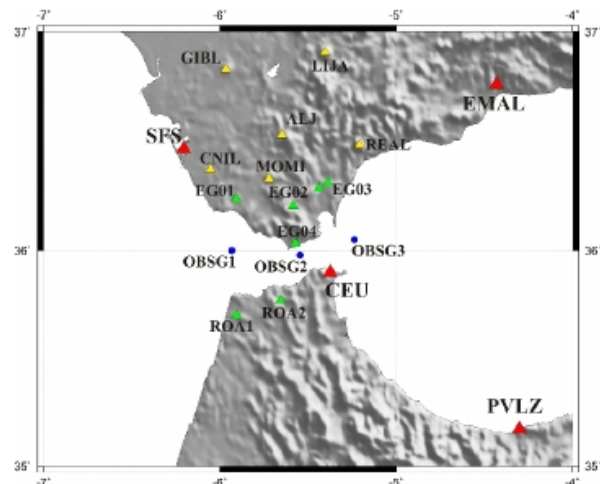 -7° -6° -5° -4°
37° 37°
GIBL
LIJA
EMAL
ALJ
SFS
REAL
CNIL
MOMI
EG01 EG02 EG03
EG04
36° 36°
OBSG1 OBSG2 OBSG3
CEU
ROA1 ROA2
PVLZ
35° 35°
-7° -6° -5° -4°